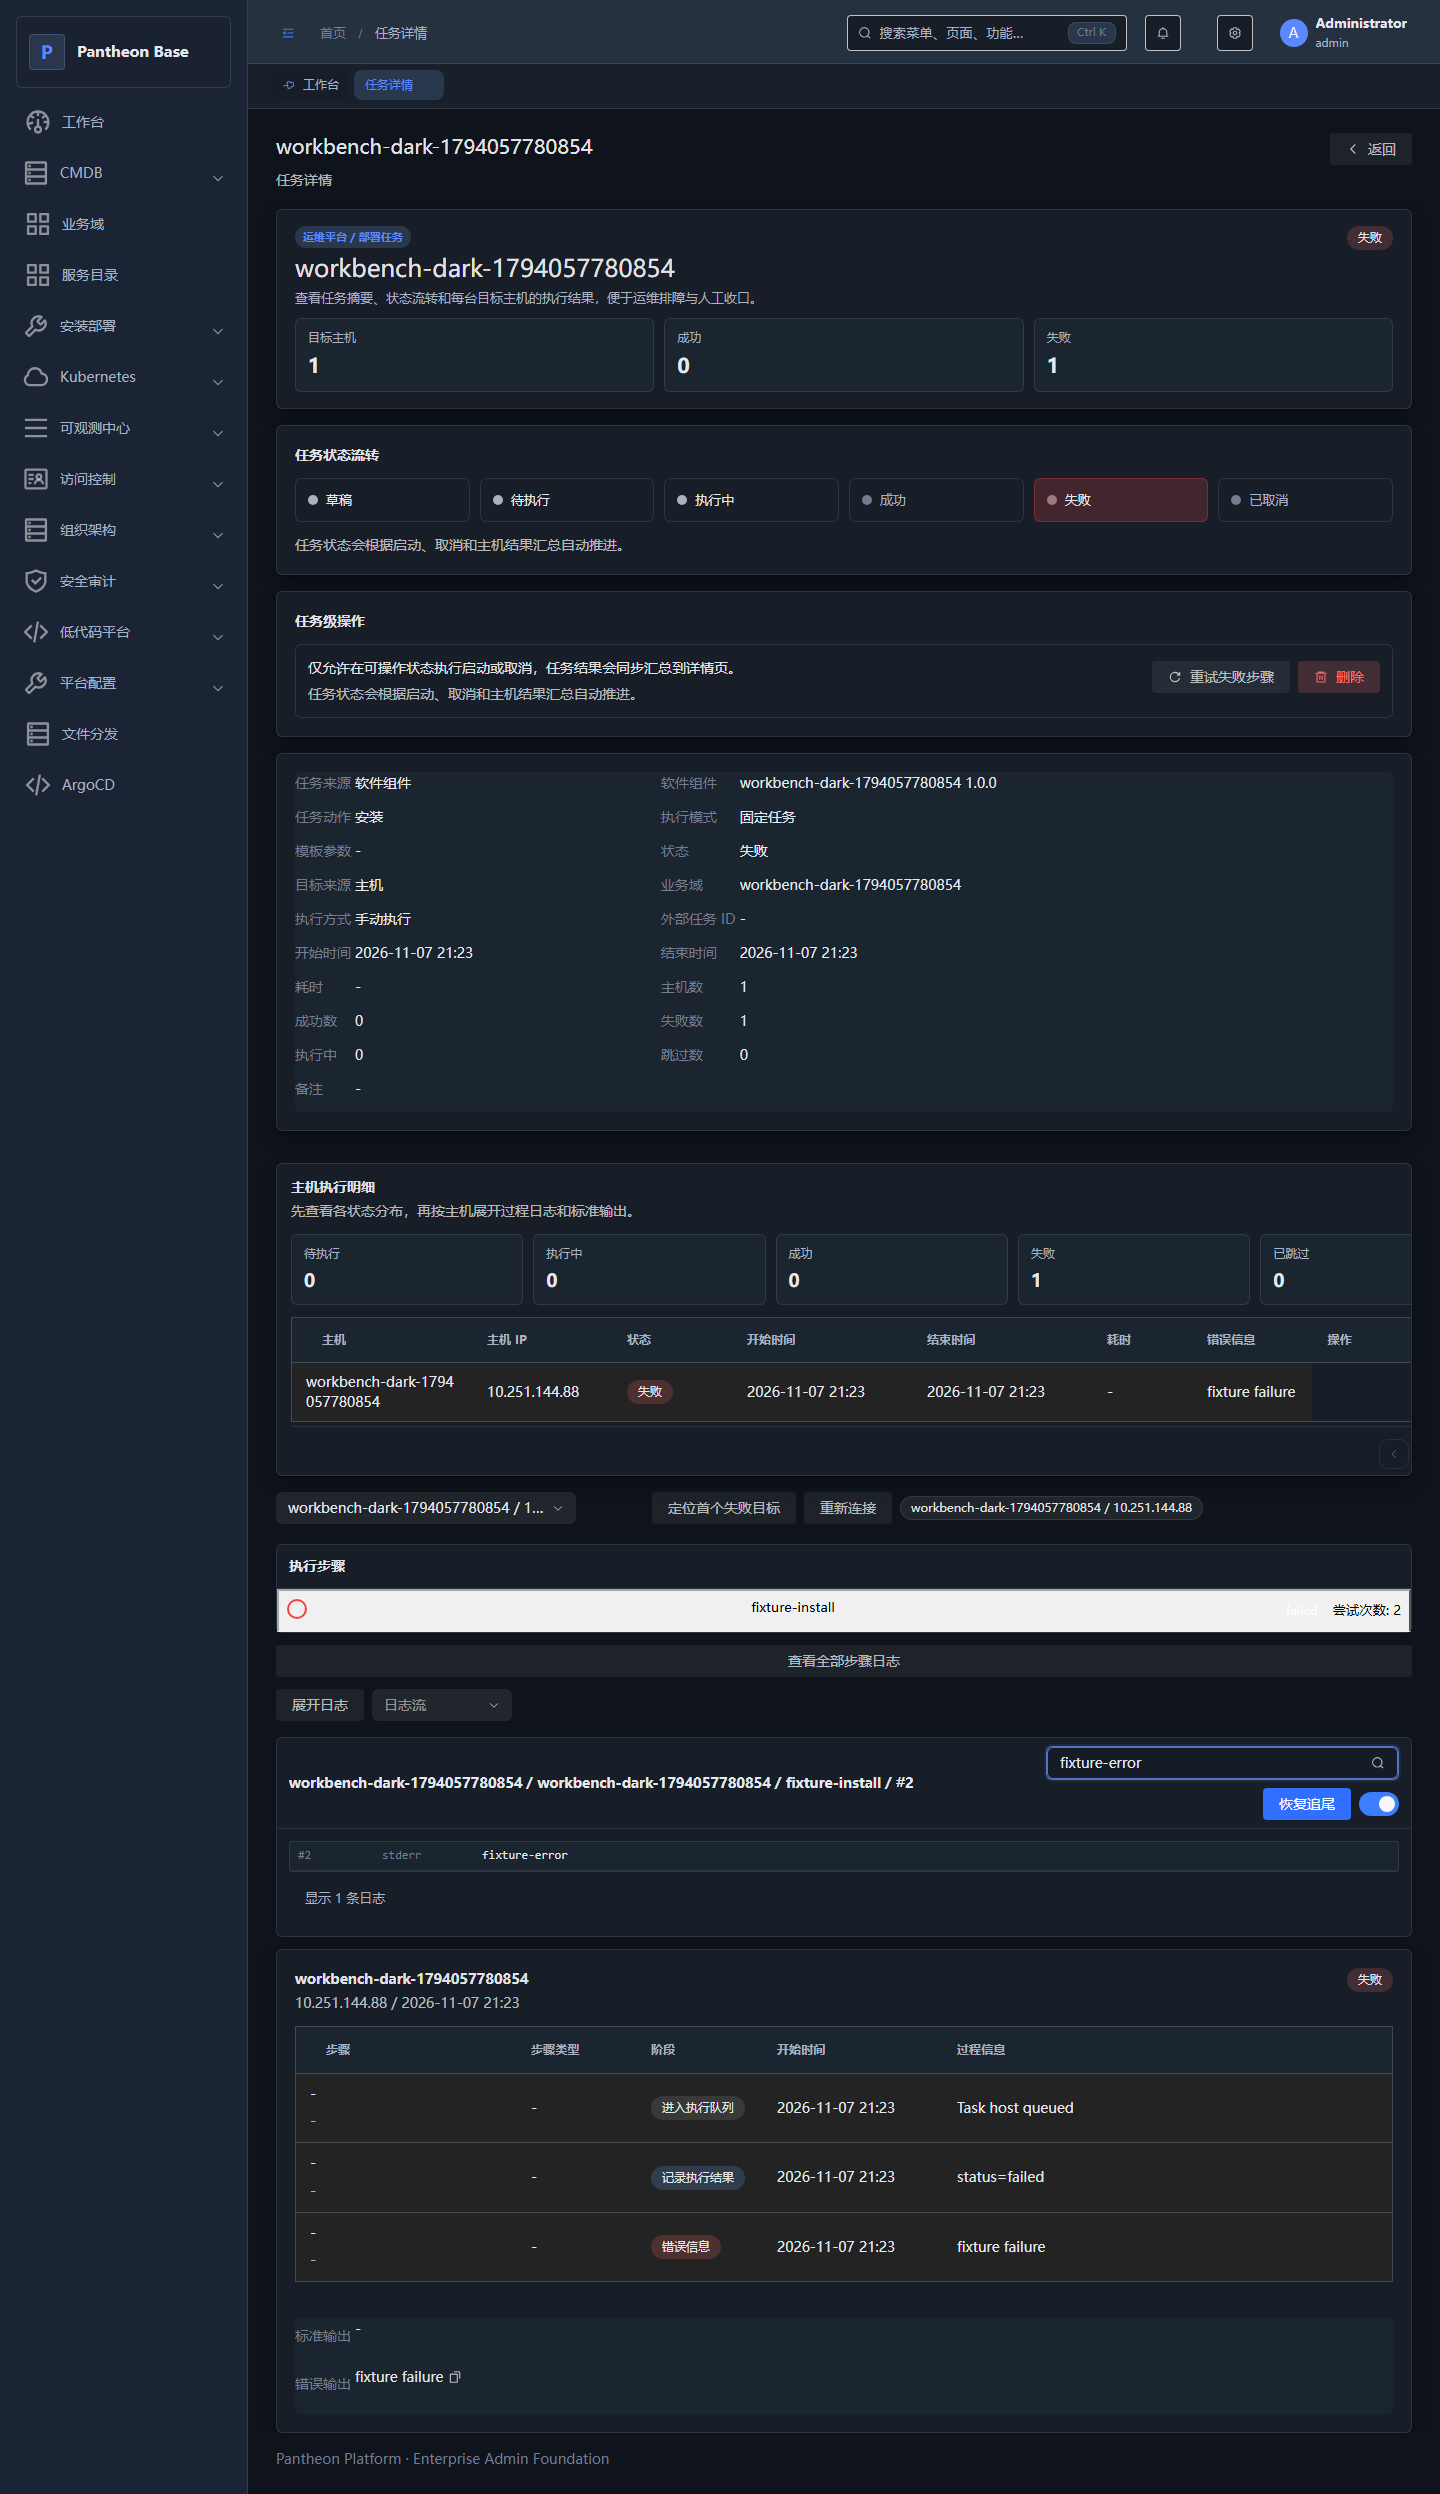 P Pantheon Base
首页 / 任务详情
搜索菜单、页面、功能... Ctrl K
A Administrator
admin
工作台
任务详情
工作台
CMDB
业务域
服务目录
安装部署
Kubernetes
可观测中心
访问控制
组织架构
安全审计
低代码平台
平台配置
文件分发
ArgoCD
workbench-dark-1794057780854
返回
任务详情
运维平台 / 部署任务
失败
workbench-dark-1794057780854
查看任务摘要、状态流转和每台目标主机的执行结果，便于运维排障与人工收口。
目标主机 成功 失败
1 0 1
任务状态流转
草稿 待执行 执行中 成功 失败 已取消
任务状态会根据启动、取消和主机结果汇总自动推进。
任务级操作
仅允许在可操作状态执行启动或取消，任务结果会同步汇总到详情页。
任务状态会根据启动、取消和主机结果汇总自动推进。
重试失败步骤 删除
任务来源 软件组件 软件组件 workbench-dark-1794057780854 1.0.0
任务动作 安装 执行模式 固定任务
模板参数 - 状态 失败
目标来源 主机 业务域 workbench-dark-1794057780854
执行方式 手动执行 外部任务 ID -
开始时间 2026-11-07 21:23 结束时间 2026-11-07 21:23
耗时 - 主机数 1
成功数 0 失败数 1
执行中 0 跳过数 0
备注 -
主机执行明细
先查看各状态分布，再按主机展开过程日志和标准输出。
待执行 执行中 成功 失败 已跳过
0 0 0 1 0
主机 主机 IP 状态 开始时间 结束时间 耗时 错误信息 操作
workbench-dark-1794
057780854 10.251.144.88 失败 2026-11-07 21:23 2026-11-07 21:23 - fixture failure
workbench-dark-1794057780854 / 1... 定位首个失败目标 重新连接 workbench-dark-1794057780854 / 10.251.144.88
执行步骤
fixture-install failed 尝试次数: 2
查看全部步骤日志
展开日志 日志流
fixture-error
workbench-dark-1794057780854 / workbench-dark-1794057780854 / fixture-install / #2
恢复追尾
#2 stderr fixture-error
显示 1 条日志
workbench-dark-1794057780854 失败
10.251.144.88 / 2026-11-07 21:23
步骤 步骤类型 阶段 开始时间 过程信息
-
- - 进入执行队列 2026-11-07 21:23 Task host queued
-
- - 记录执行结果 2026-11-07 21:23 status=failed
-
- - 错误信息 2026-11-07 21:23 fixture failure
标准输出 -
错误输出 fixture failure
Pantheon Platform · Enterprise Admin Foundation